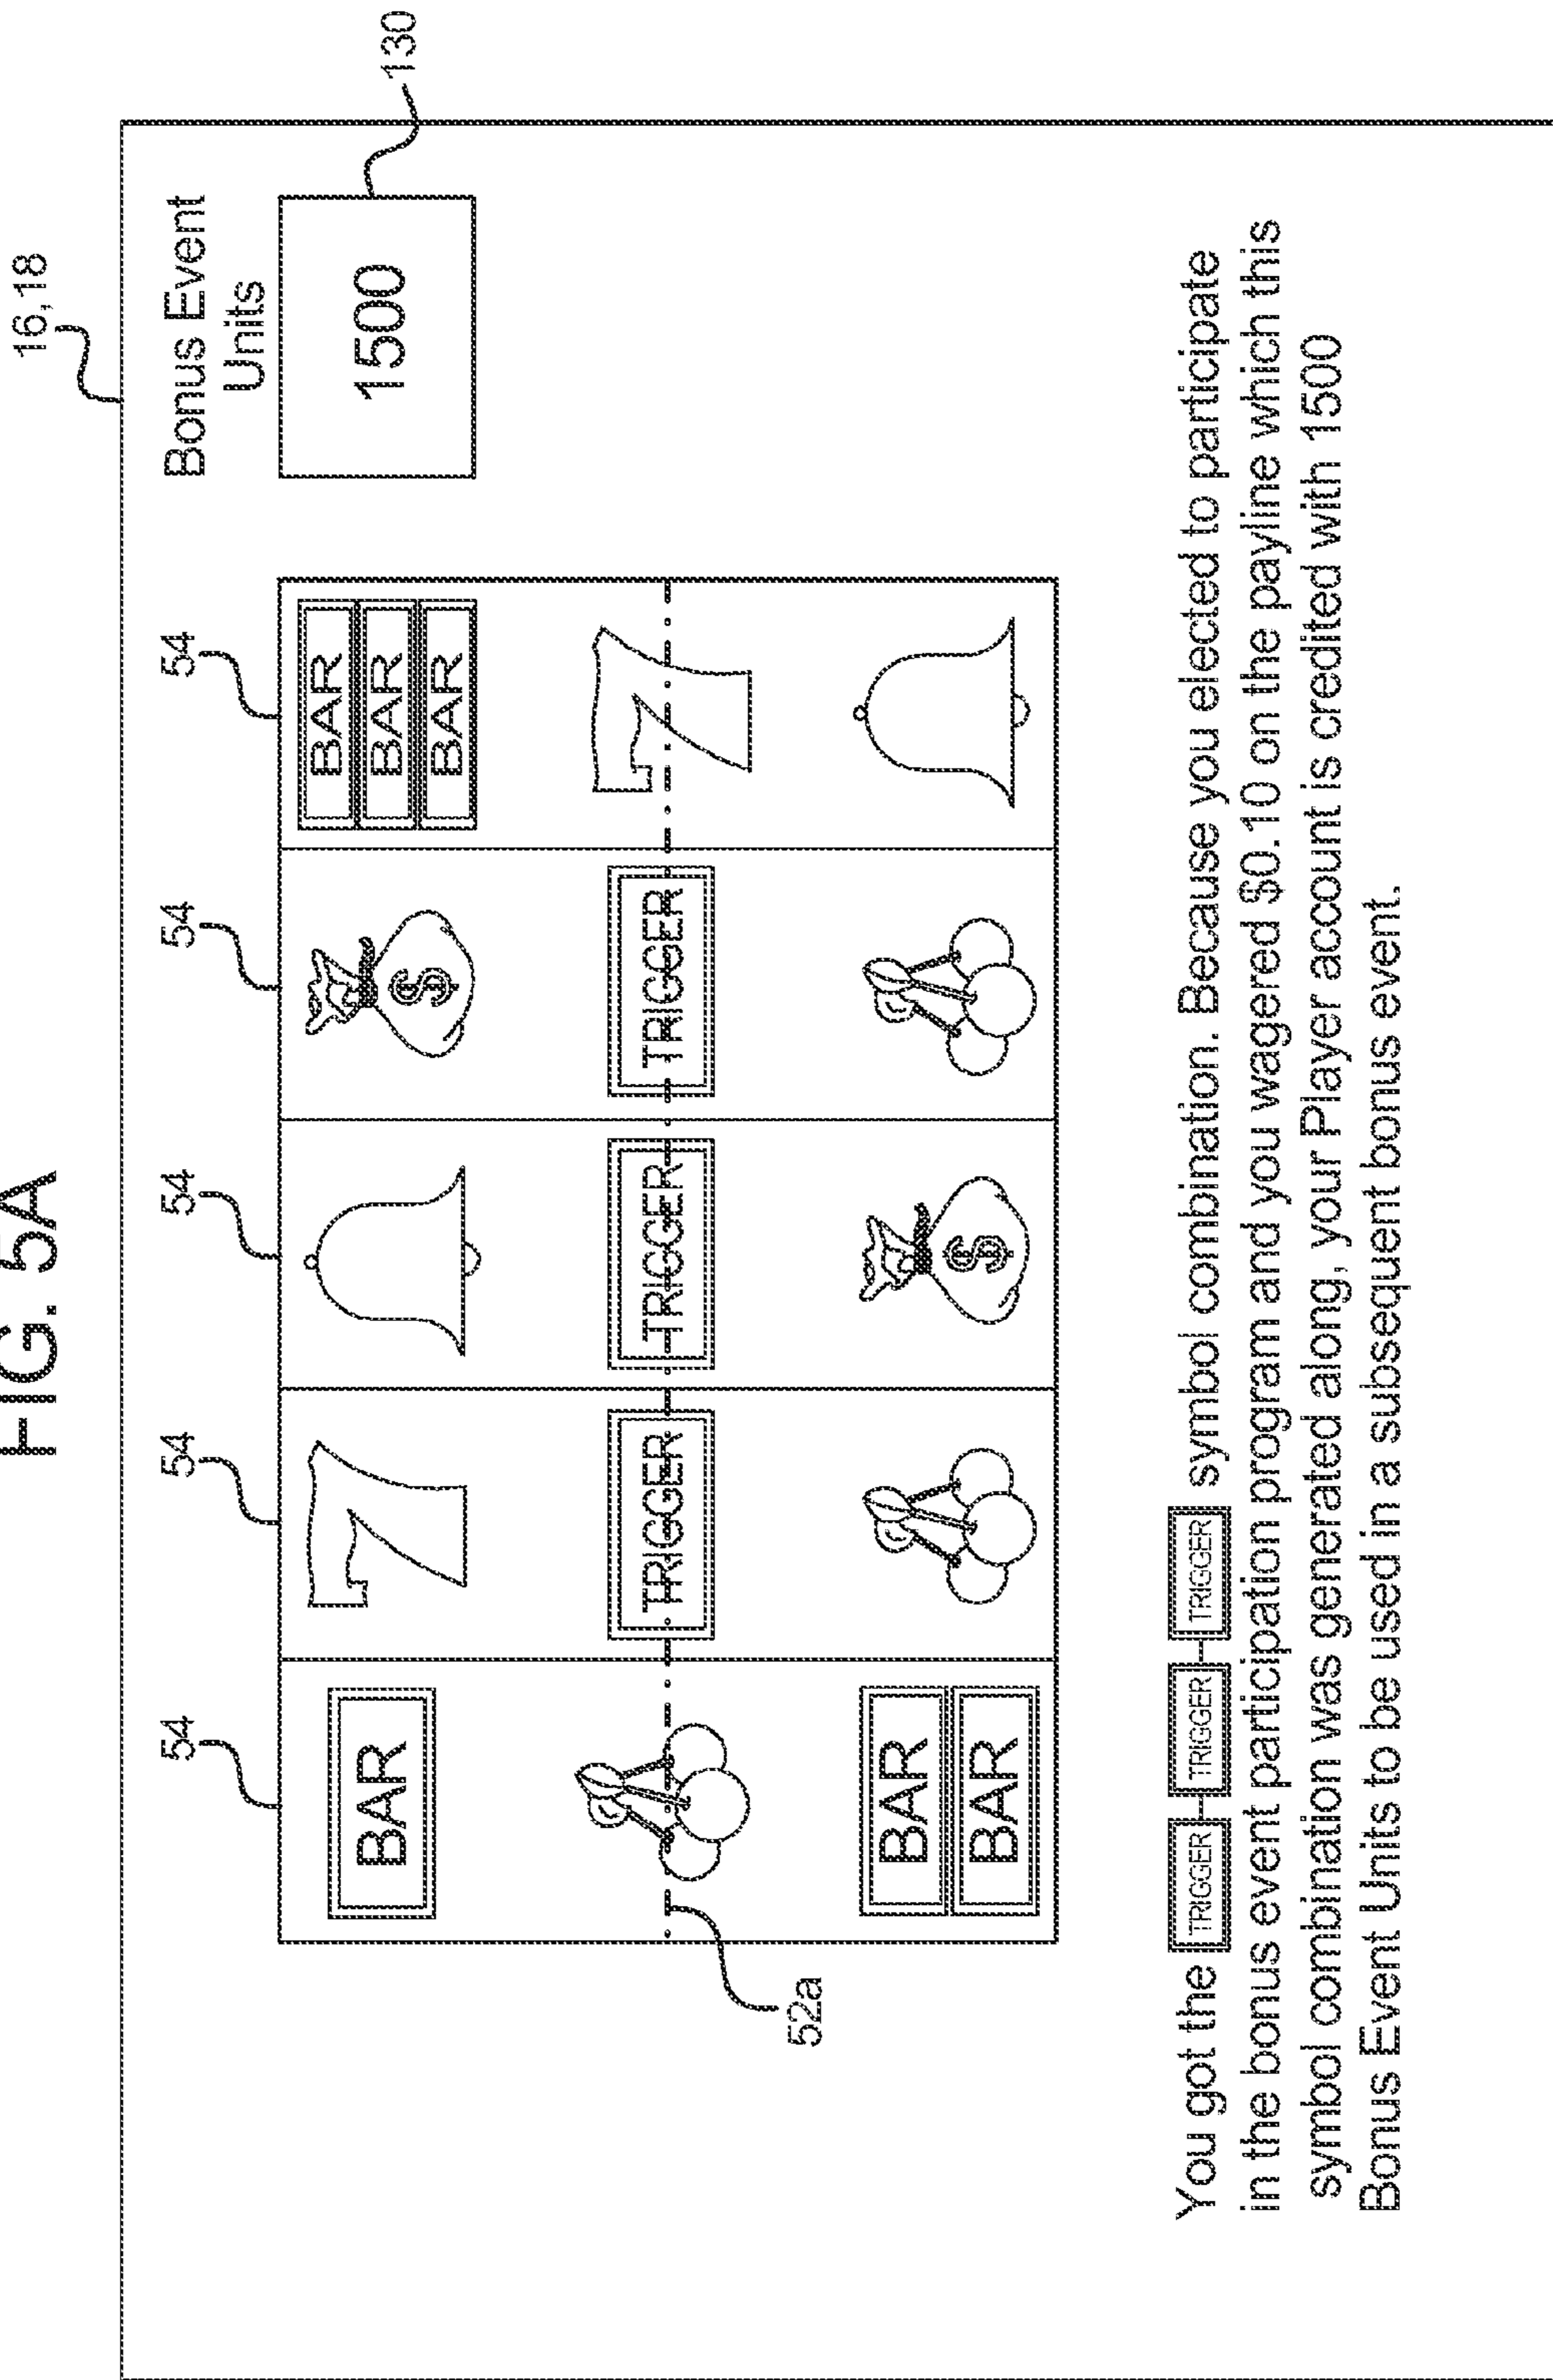 FIG. 5A
16,18
Bonus Event
Units
1500
130
54 54 54 54 54
BAR
BAR
BAR
BAR
7
$
TRIGGER TRIGGER TRIGGER
7
BAR
BAR
$
52a
You got the TRIGGER TRIGGER TRIGGER symbol combination. Because you elected to participate
in the bonus event participation program and you wagered $0.10 on the payline which this
symbol combination was generated along, your Player account is credited with 1500
Bonus Event Units to be used in a subsequent bonus event.